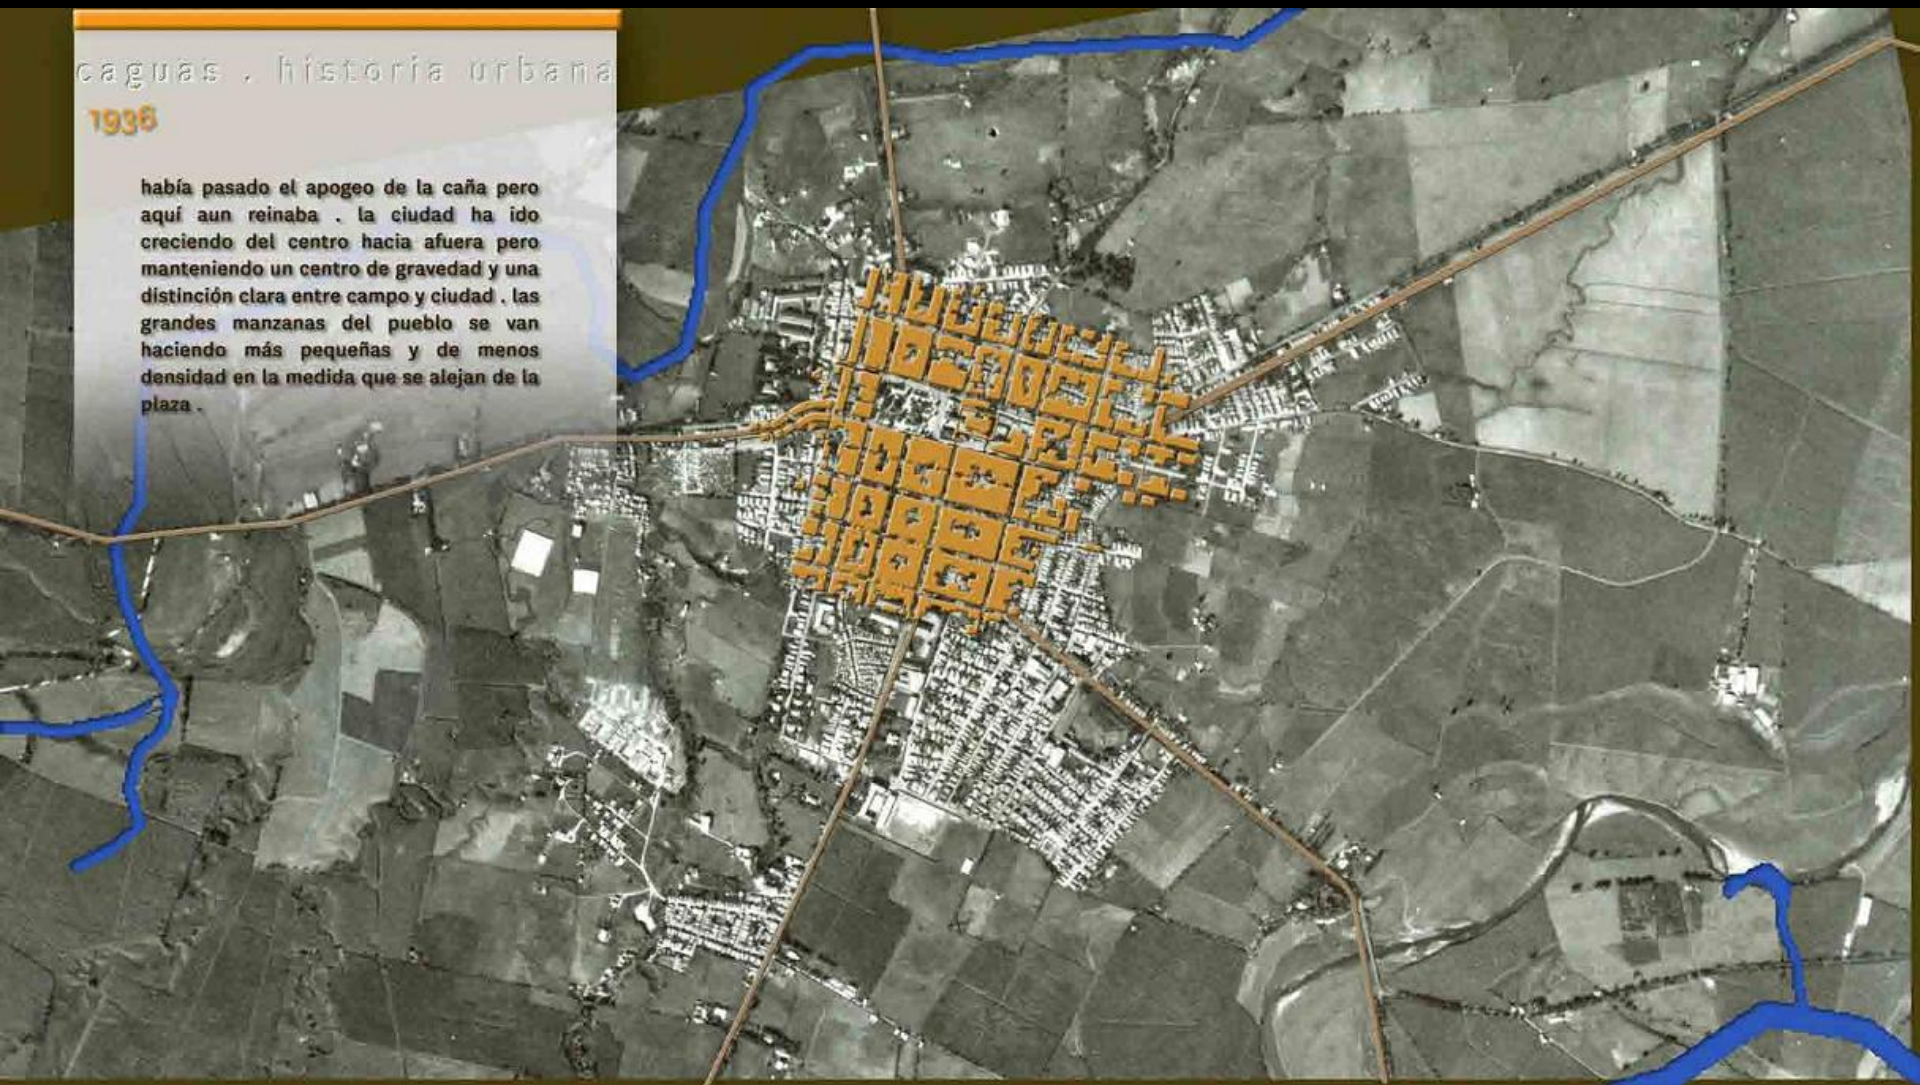 caguas . historia urbana
1936
había pasado el apogeo de la caña pero
aquí aun reinaba . la ciudad ha ido
creciendo del centro hacia afuera pero
manteniendo un centro de gravedad y una
distinción clara entre campo y ciudad . las
grandes manzanas del pueblo se van
haciendo más pequeñas y de menos
densidad en la medida que se alejan de la
plaza .